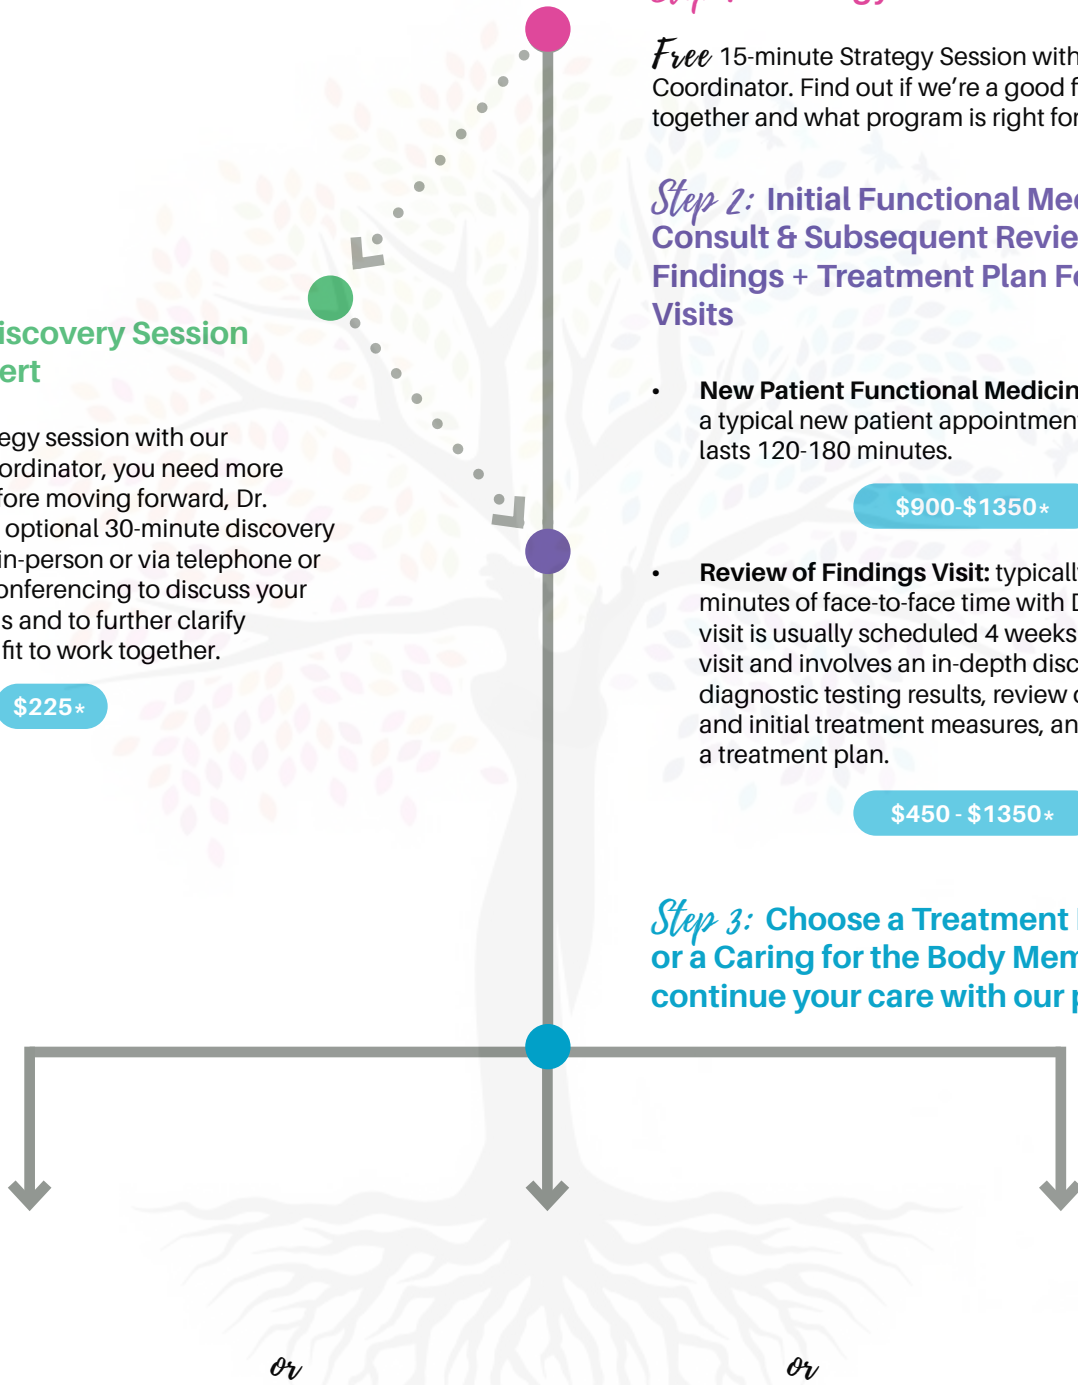 Free 15-minute Strategy Session with
Coordinator. Find out if we're a good f
together and what program is right for
Step 2: Initial Functional Med
Consult & Subsequent Revie
Findings + Treatment Plan Fo
Visits
• New Patient Functional Medicin
a typical new patient appointment
lasts 120-180 minutes.
$900-$1350*
• Review of Findings Visit: typicall
minutes of face-to-face time with D
visit is usually scheduled 4 weeks
visit and involves an in-depth disc
diagnostic testing results, review o
and initial treatment measures, an
a treatment plan.
$450 - $1350*
iscovery Session
ert
egy session with our
ordinator, you need more
fore moving forward, Dr.
optional 30-minute discovery
in-person or via telephone or
onferencing to discuss your
s and to further clarify
fit to work together.
$225*
Step 3: Choose a Treatment
or a Caring for the Body Mem
continue your care with our p
or
or